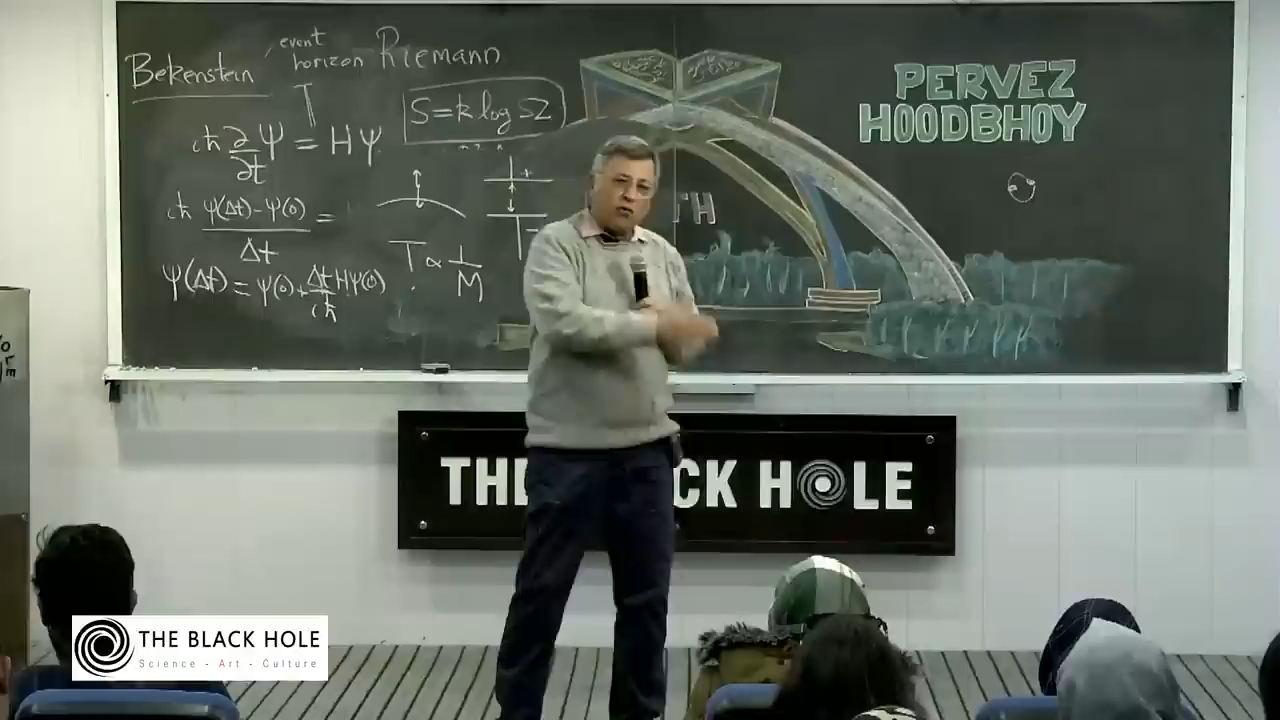 Bekenstein
event
horizon
Riemann
S=k log Ω
iħ ∂/∂t Ψ = HΨ
iħ Ψ(Δt)-Ψ(0) / Δt =
Ψ(Δt) = Ψ(0) + Δt/iħ HΨ(0)
T ∝ 1/M
PERVEZ
HOODBHOY
TH
THE BLACK HOLE
THE BLACK HOLE
Science - Art - Culture